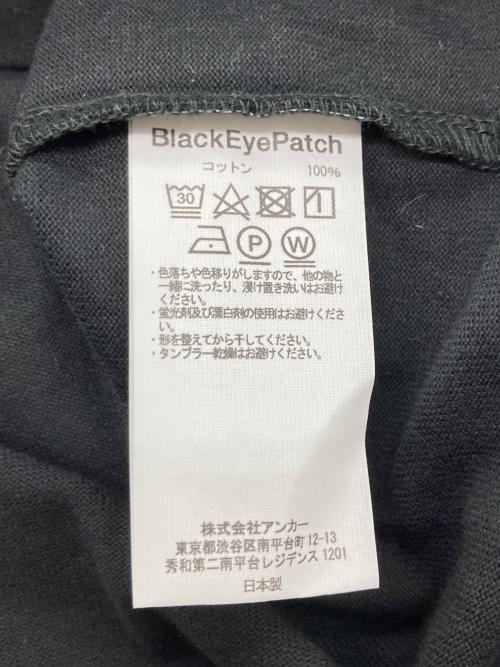 BlackEyePatch
コットン 100%
30
P W
・色落ちや色移りがしますので、他の物と
一緒に洗ったり、浸け置き洗いはお避け
ください。
・蛍光剤及び漂白剤の使用はお避けくださ
い。
・形を整えてから干してください。
・タンブラー乾燥はお避けください。
株式会社アンカー
東京都渋谷区南平台町 12-13
秀和第二南平台レジデンス 1201
日本製